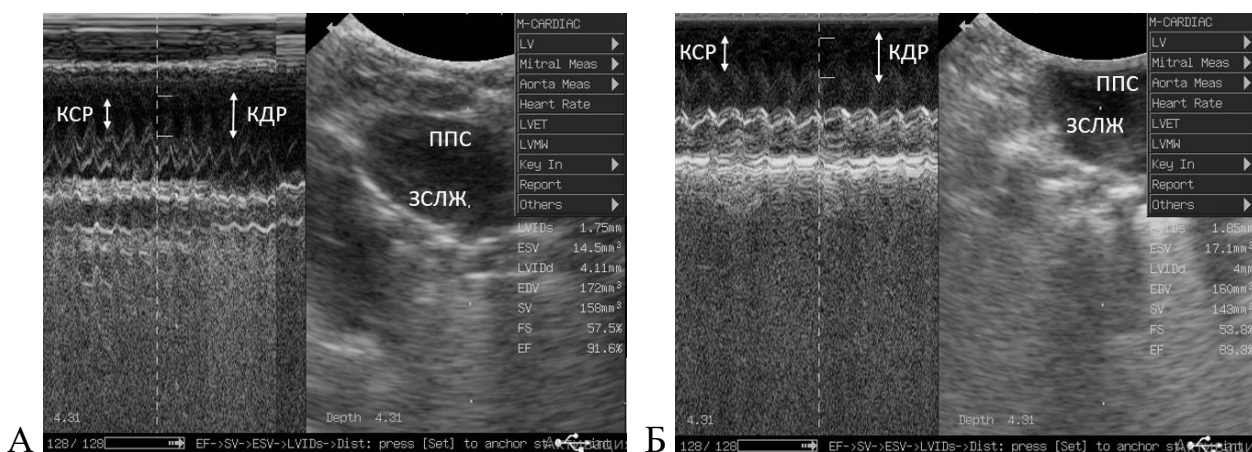 M-CARDIAC
LV
Mitral Meas
Aorta Meas
Heart Rate
LVET
LVMW
Key In
Report
Others
КСР
КДР
ППС
ЗСЛЖ
LVIDs 1.75mm
ESV 14.5mm³
LVIDd 4.11mm
EDV 172mm³
SV 158mm³
FS 57.5%
EF 91.6%
4.31
Depth 4.31
128/ 128 EF->SV->ESV->LVIDs->Dist: press [Set] to anchor
А
M-CARDIAC
LV
Mitral Meas
Aorta Meas
Heart Rate
LVET
LVMW
Key In
Report
Others
КСР
КДР
ППС
ЗСЛЖ
1.85mm
ESV 17.1mm³
LVIDd 4mm
EDV 160mm³
SV 143mm³
FS 53.8%
EF 89.3%
4.31
Depth 4.31
128/ 128 EF->SV->ESV->LVIDs->Dist: press [Set] to anchor
Б